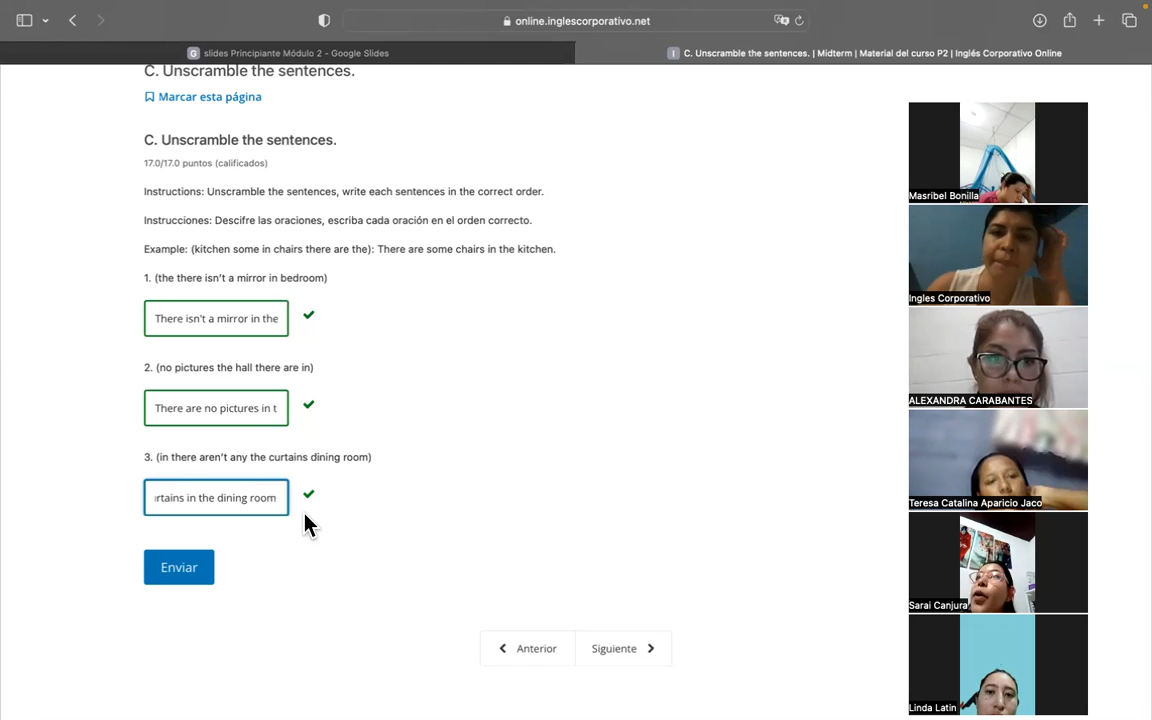 online.inglescorporativo.net
G slides Principiante Módulo 2 - Google Slides
I C. Unscramble the sentences. | Midterm | Material del curso P2 | Inglés Corporativo Online
C. Unscramble the sentences.
Marcar esta página
C. Unscramble the sentences.
17.0/17.0 puntos (calificados)
Instructions: Unscramble the sentences, write each sentences in the correct order.
Instrucciones: Descifre las oraciones, escriba cada oración en el orden correcto.
Example: (kitchen some in chairs there are the): There are some chairs in the kitchen.
1. (the there isn't a mirror in bedroom)
There isn't a mirror in the
2. (no pictures the hall there are in)
There are no pictures in t
3. (in there aren't any the curtains dining room)
rtains in the dining room
Enviar
Anterior
Siguiente
Masribel Bonilla
Ingles Corporativo
ALEXANDRA CARABANTES
Teresa Catalina Aparicio Jaco
Sarai Canjura
Linda Latin